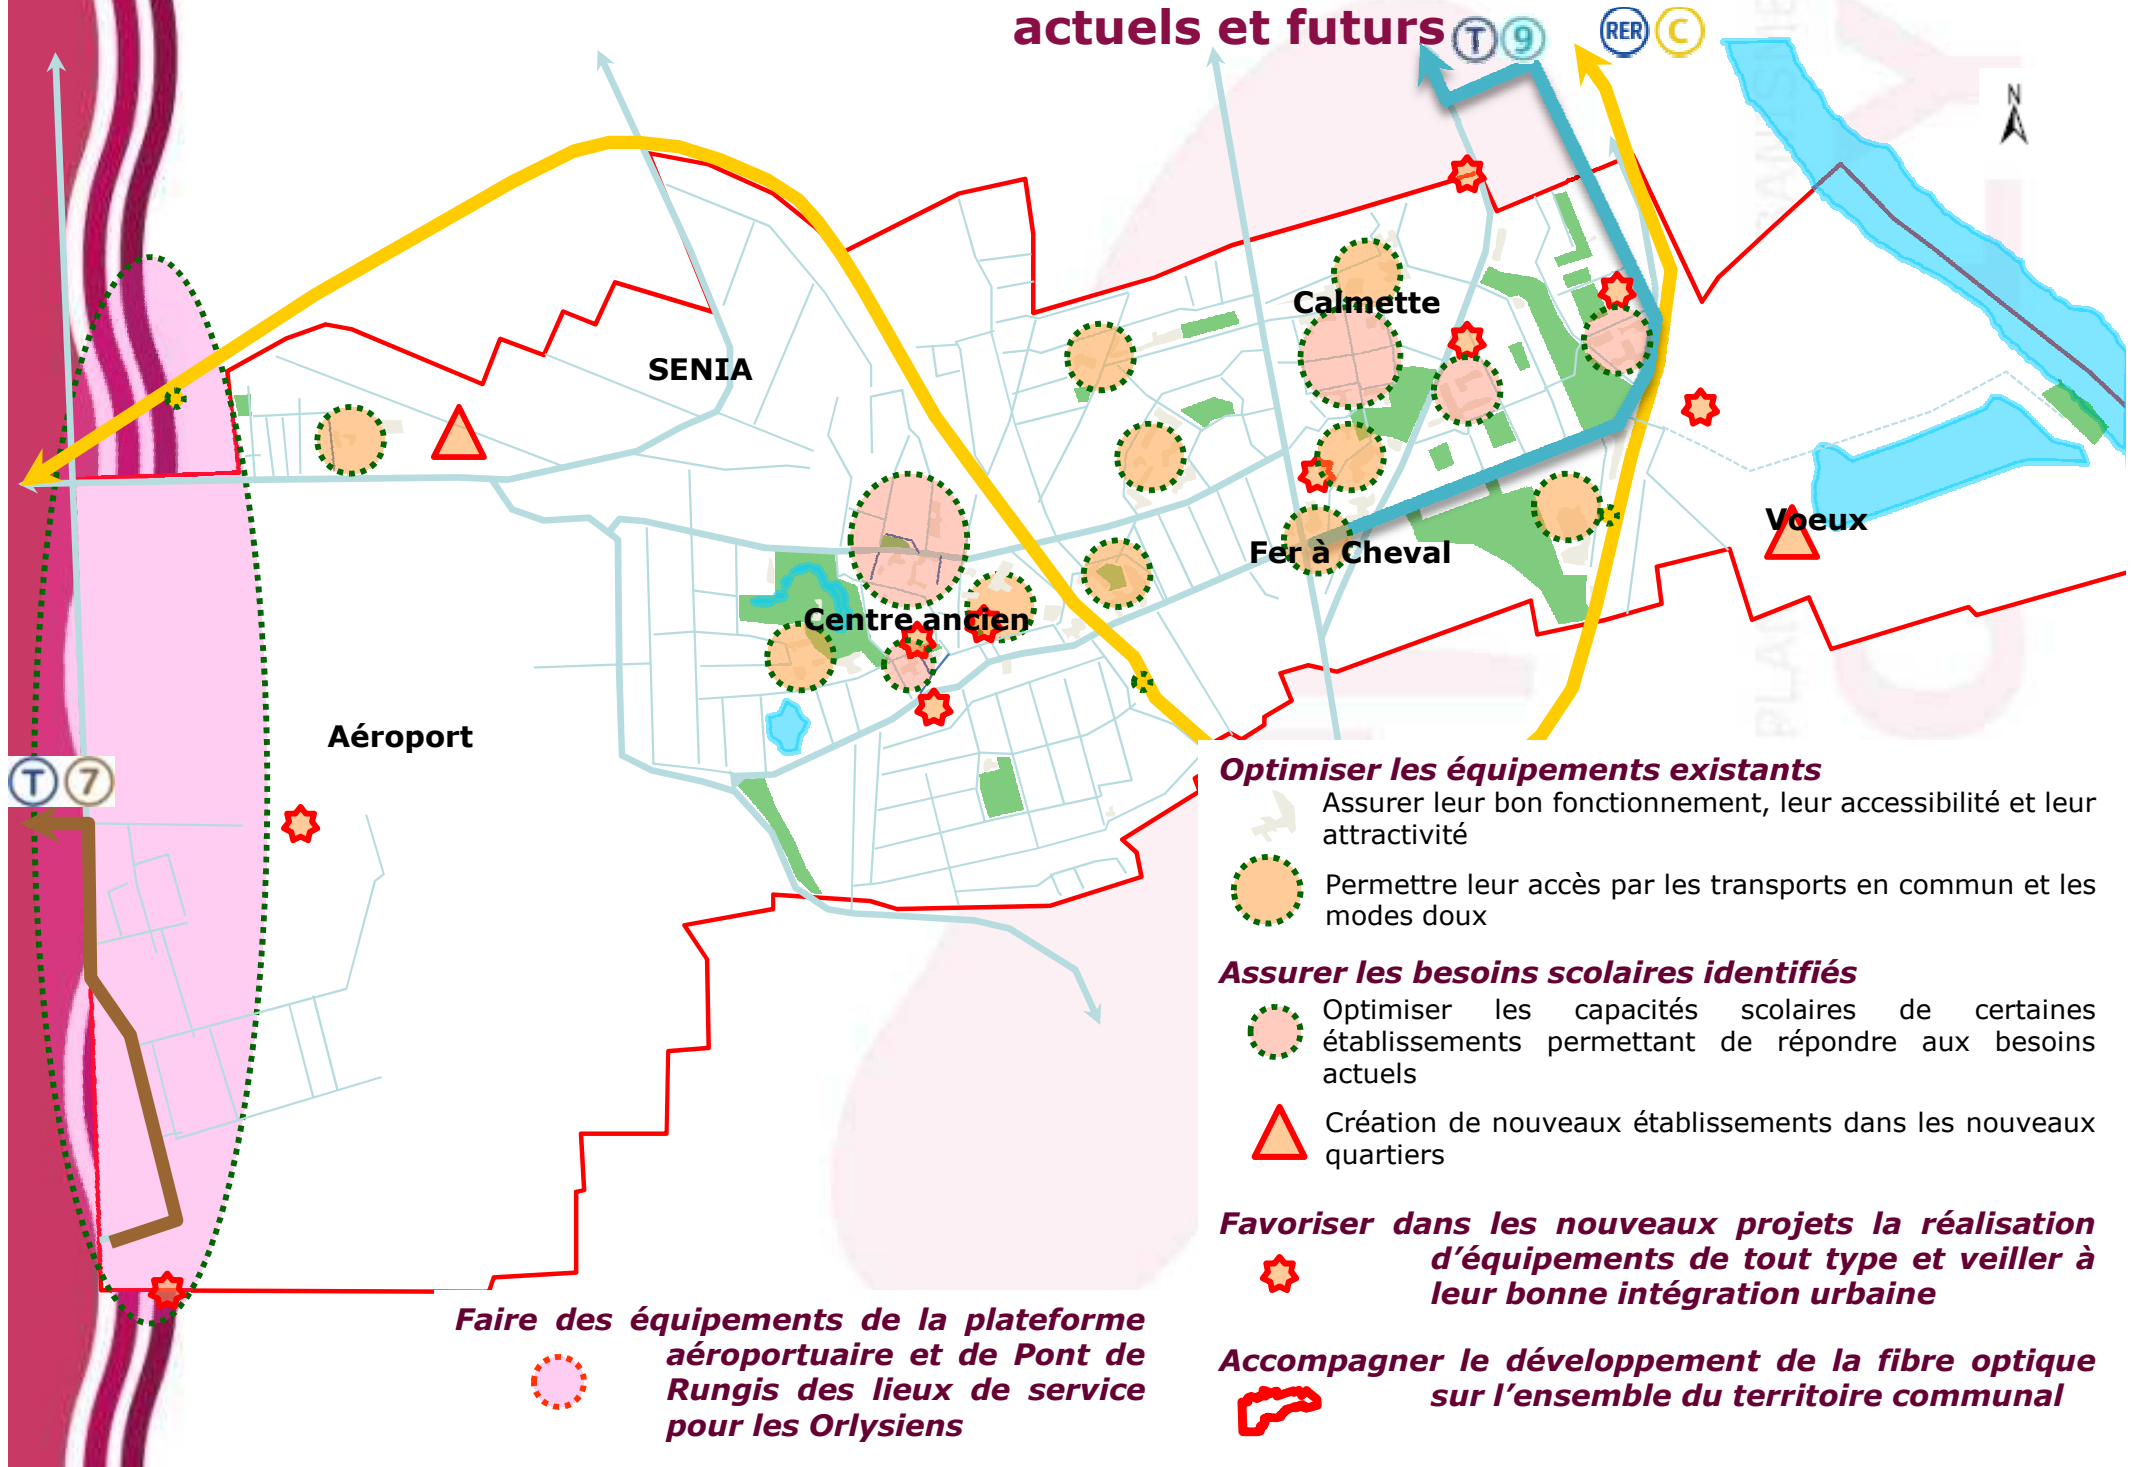 actuels et futurs T 9 RER C
N
Calmette
SENIA
Voeux
Fer à Cheval
Centre ancien
Aéroport
T 7
Optimiser les équipements existants
Assurer leur bon fonctionnement, leur accessibilité et leur
attractivité
Permettre leur accès par les transports en commun et les
modes doux
Assurer les besoins scolaires identifiés
Optimiser les capacités scolaires de certaines
établissements permettant de répondre aux besoins
actuels
Création de nouveaux établissements dans les nouveaux
quartiers
Favoriser dans les nouveaux projets la réalisation
d’équipements de tout type et veiller à
leur bonne intégration urbaine
Accompagner le développement de la fibre optique
sur l’ensemble du territoire communal
Faire des équipements de la plateforme
aéroportuaire et de Pont de
Rungis des lieux de service
pour les Orlysiens